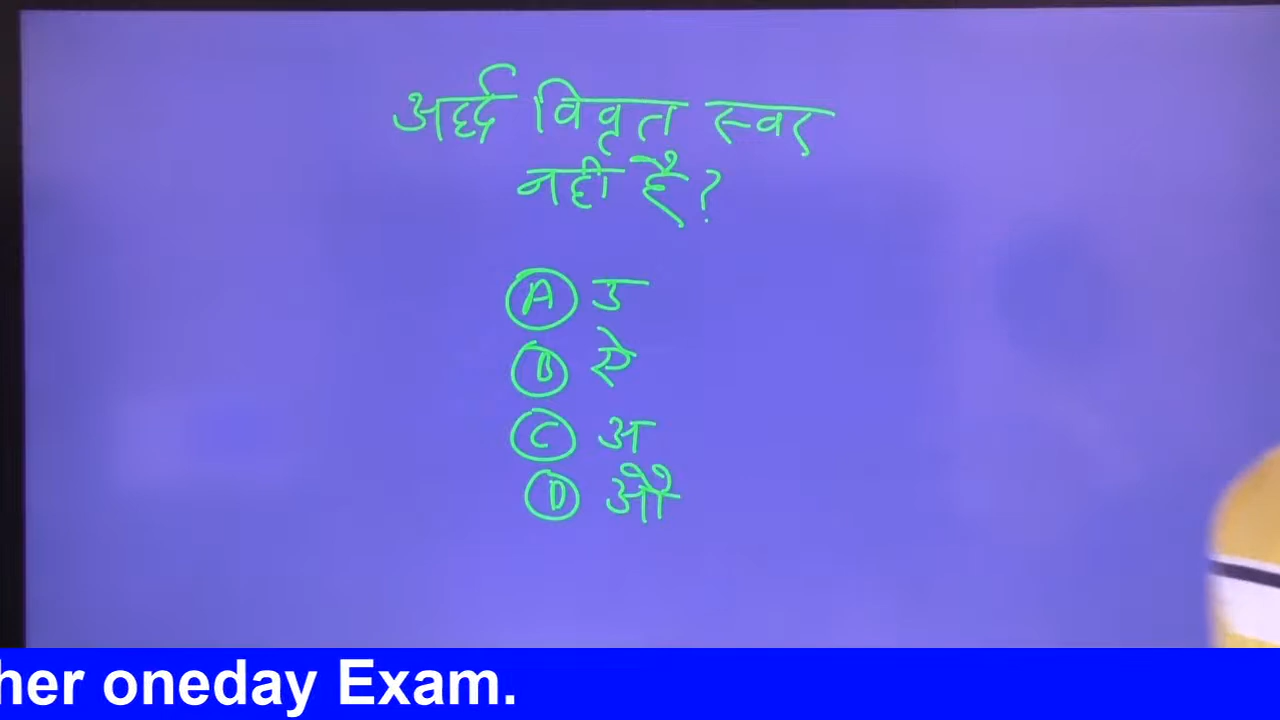 अर्द्ध विवृत स्वर
नही है?
A उ
B ऐ
C अ
D औ
her oneday Exam.